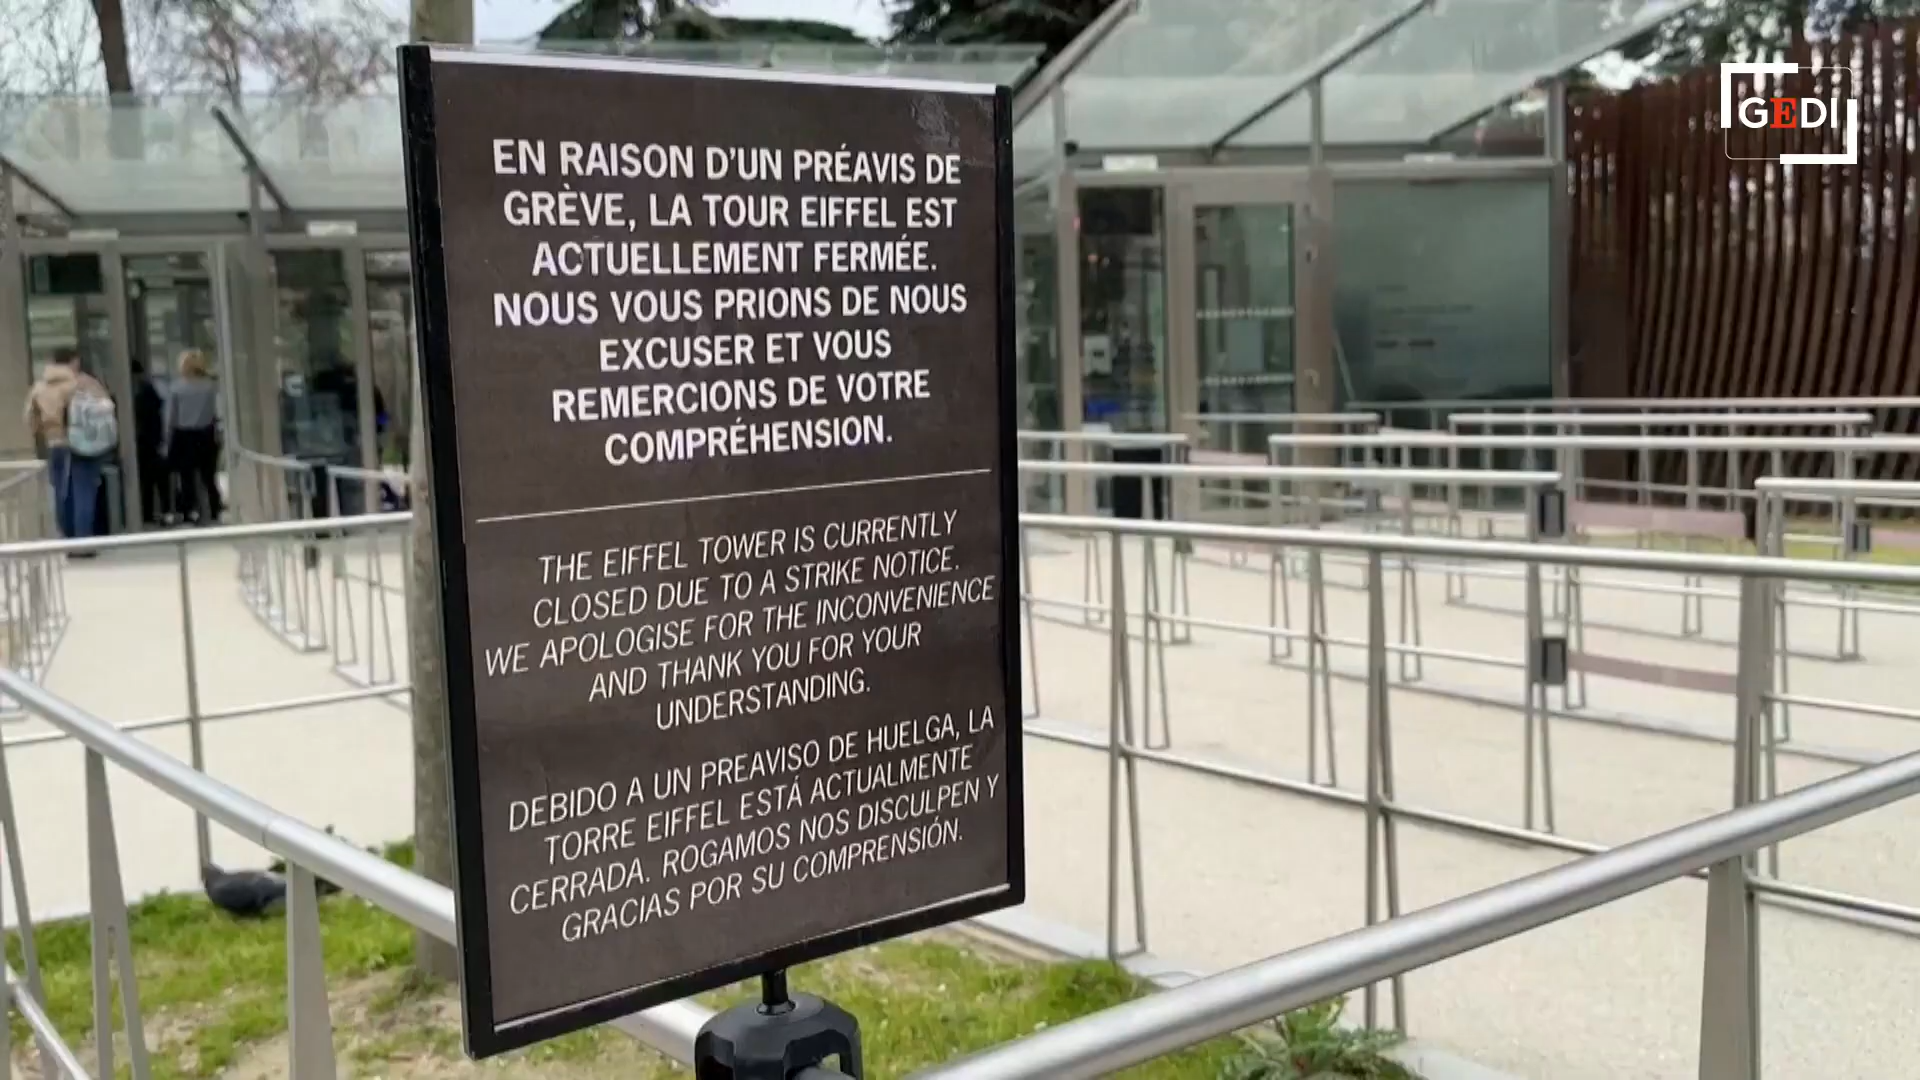 EN RAISON D'UN PRÉAVIS DE
GRÈVE, LA TOUR EIFFEL EST
ACTUELLEMENT FERMÉE.
NOUS VOUS PRIONS DE NOUS
EXCUSER ET VOUS
REMERCIONS DE VOTRE
COMPRÉHENSION.
THE EIFFEL TOWER IS CURRENTLY
CLOSED DUE TO A STRIKE NOTICE.
WE APOLOGISE FOR THE INCONVENIENCE
AND THANK YOU FOR YOUR
UNDERSTANDING.
DEBIDO A UN PREAVISO DE HUELGA, LA
TORRE EIFFEL ESTÁ ACTUALMENTE
CERRADA. ROGAMOS NOS DISCULPEN Y
GRACIAS POR SU COMPRENSIÓN.
GEDI